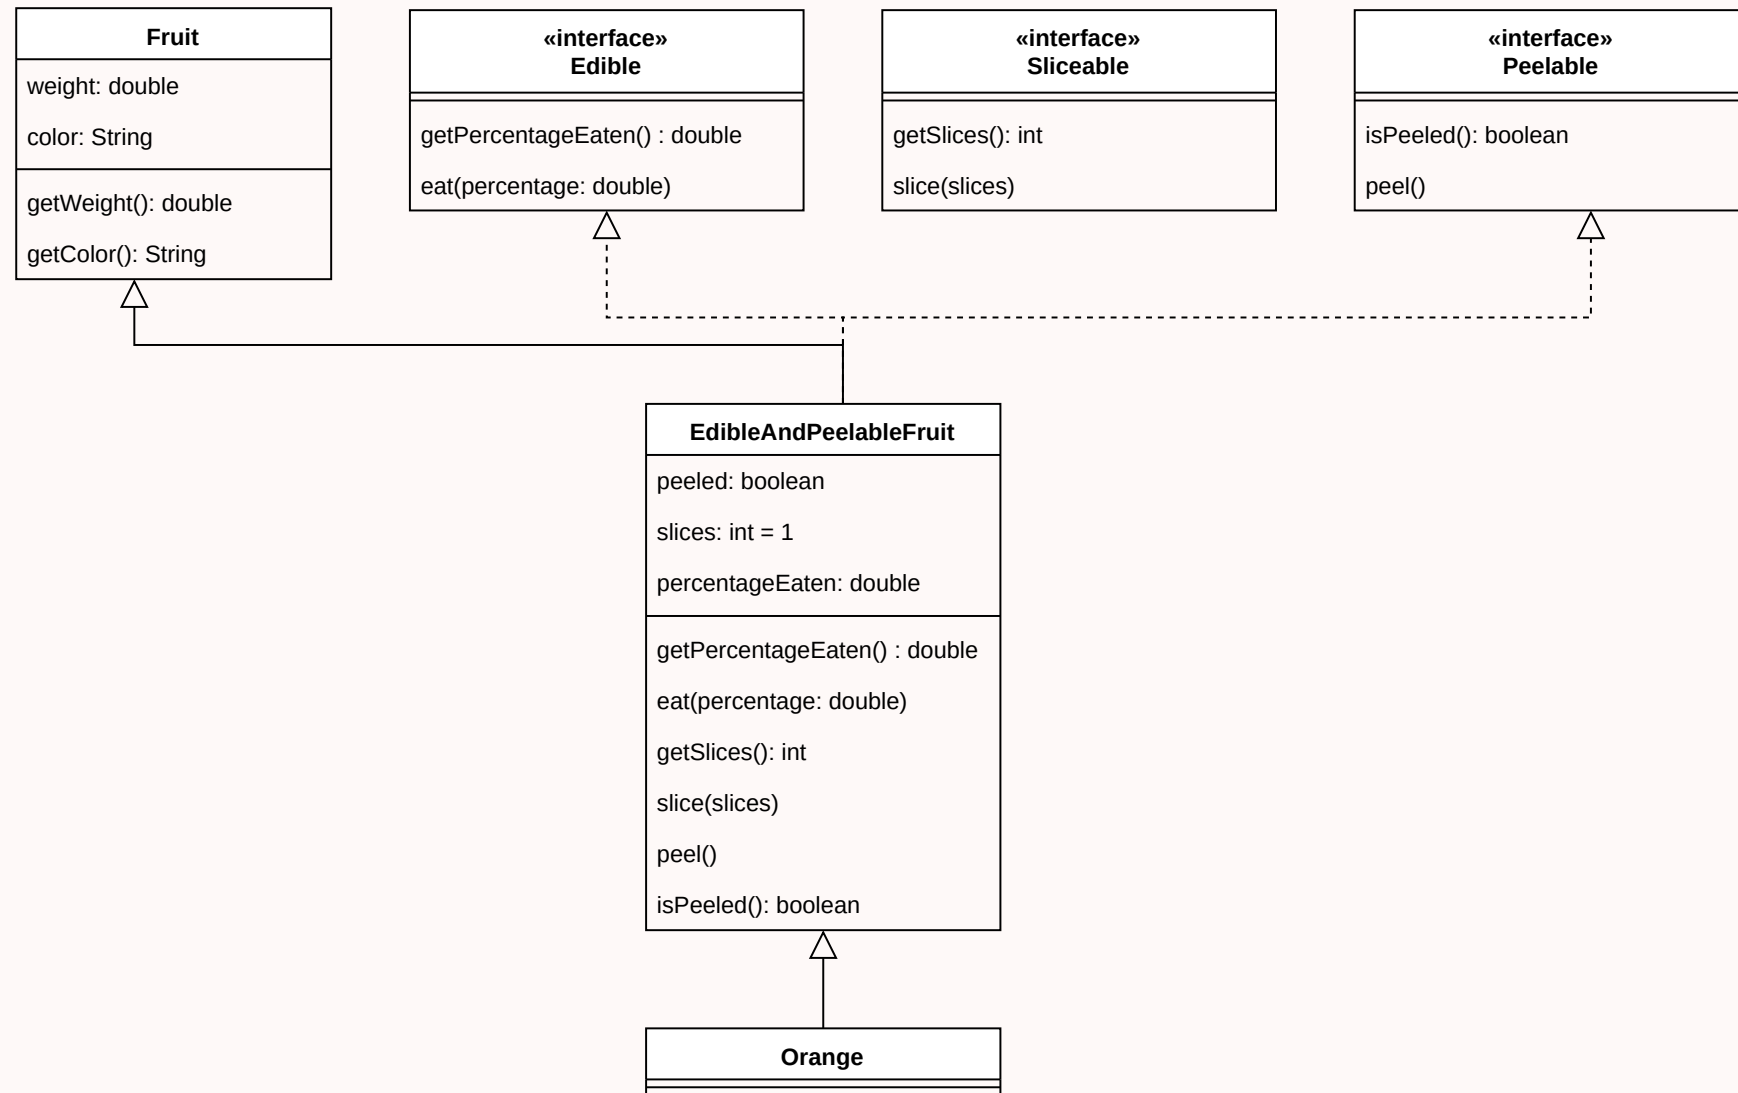 Fruit
weight: double
color: String
getWeight(): double
getColor(): String
«interface»
Edible
getPercentageEaten() : double
eat(percentage: double)
«interface»
Sliceable
getSlices(): int
slice(slices)
«interface»
Peelable
isPeeled(): boolean
peel()
EdibleAndPeelableFruit
peeled: boolean
slices: int = 1
percentageEaten: double
getPercentageEaten() : double
eat(percentage: double)
getSlices(): int
slice(slices)
peel()
isPeeled(): boolean
Orange